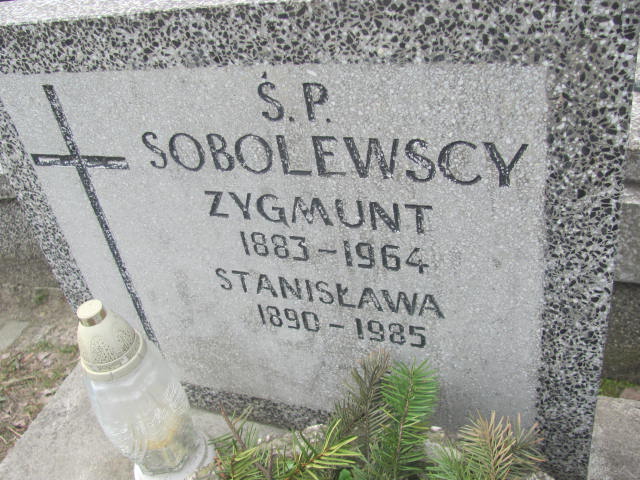 Ś.P.
SOBOLEWSCY
ZYGMUNT
1883-1964
STANISŁAWA
1890-1985